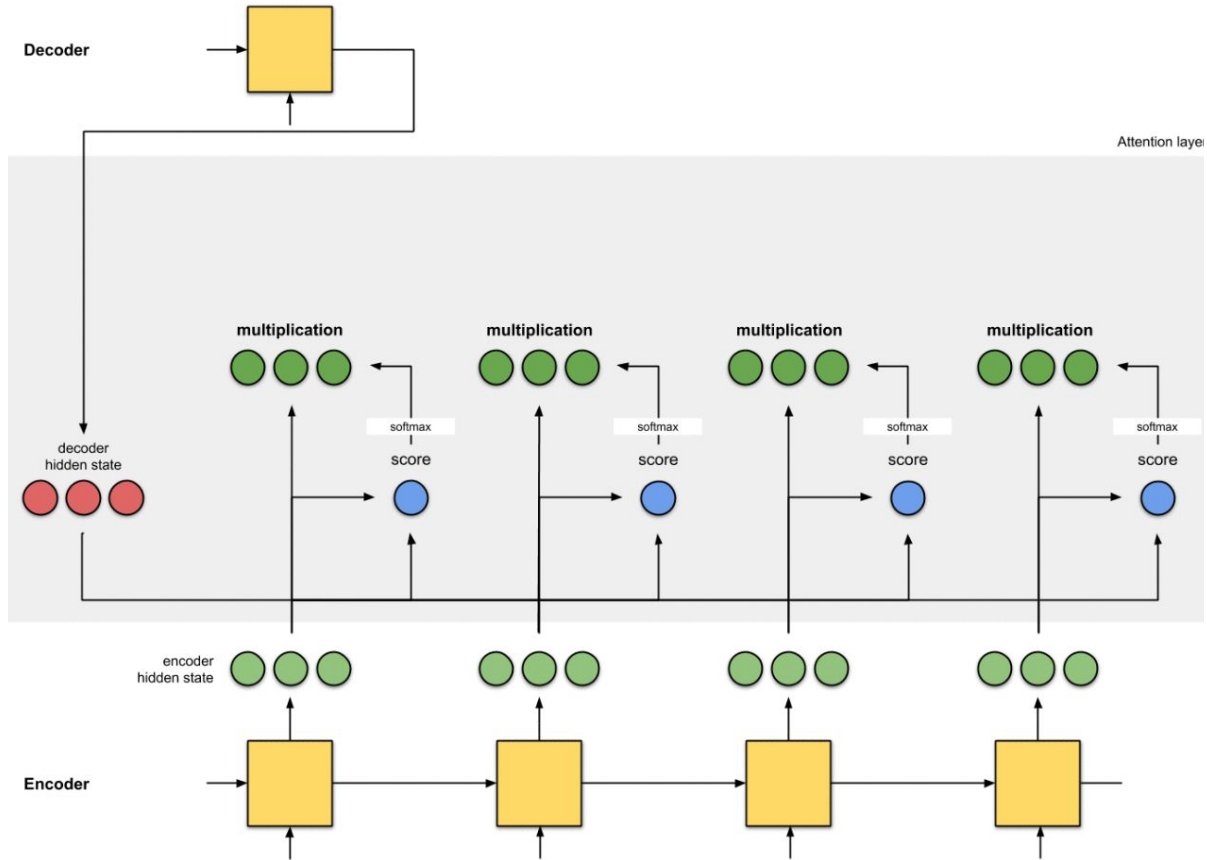 Decoder
Attention layer
multiplication
multiplication
multiplication
multiplication
softmax
softmax
softmax
softmax
decoder
hidden state
score
score
score
score
encoder
hidden state
Encoder